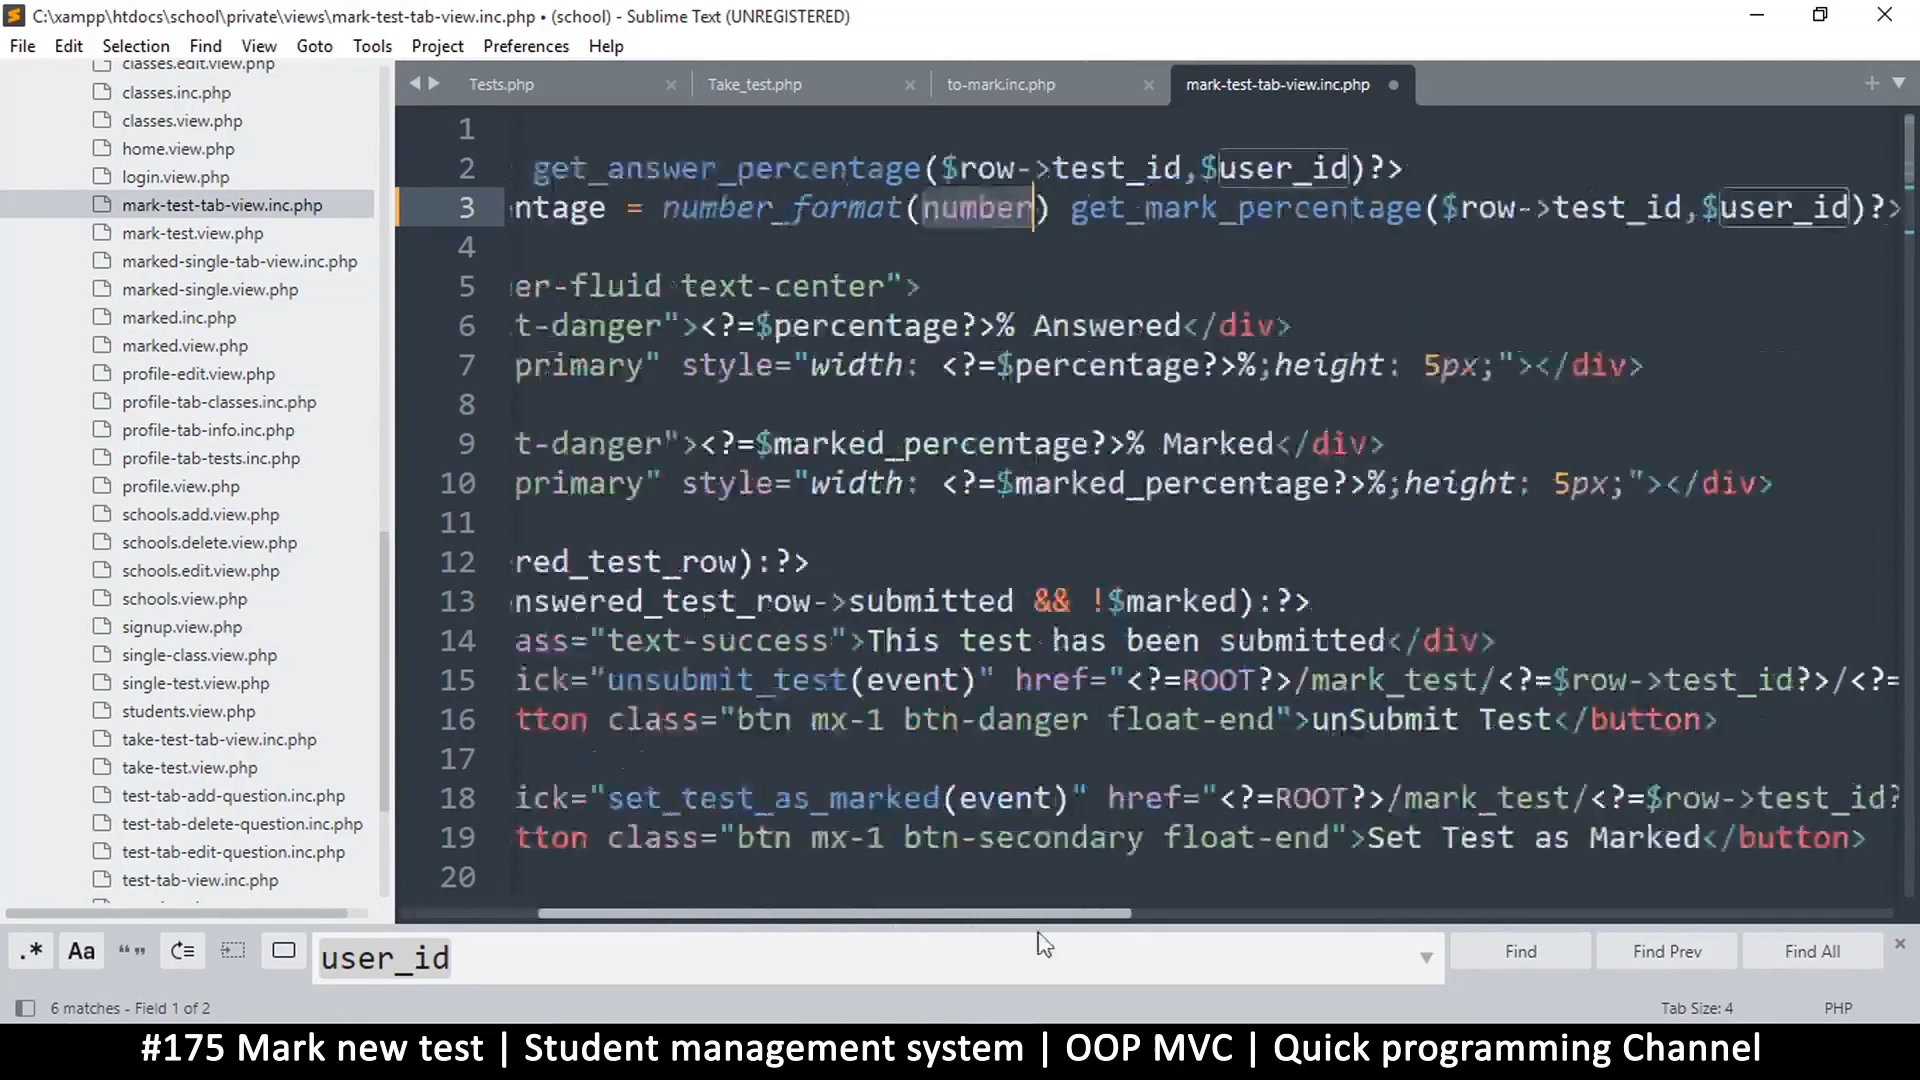 C:\xampp\htdocs\school\private\views\mark-test-tab-view.inc.php • (school) - Sublime Text (UNREGISTERED)
File Edit Selection Find View Goto Tools Project Preferences Help
Tests.php Take_test.php to-mark.inc.php mark-test-tab-view.inc.php
classes.edit.view.php
classes.inc.php
classes.view.php
home.view.php
login.view.php
mark-test-tab-view.inc.php
mark-test.view.php
marked-single-tab-view.inc.php
marked-single.view.php
marked.inc.php
marked.view.php
profile-edit.view.php
profile-tab-classes.inc.php
profile-tab-info.inc.php
profile-tab-tests.inc.php
profile.view.php
schools.add.view.php
schools.delete.view.php
schools.edit.view.php
schools.view.php
signup.view.php
single-class.view.php
single-test.view.php
students.view.php
take-test-tab-view.inc.php
take-test.view.php
test-tab-add-question.inc.php
test-tab-delete-question.inc.php
test-tab-edit-question.inc.php
test-tab-view.inc.php
1
2 get_answer_percentage($row->test_id,$user_id)?>
3 ntage = number_format(number) get_mark_percentage($row->test_id,$user_id)?>
4
5 er-fluid text-center">
6 t-danger"><?=$percentage?>% Answered</div>
7 primary" style="width: <?=$percentage?>%;height: 5px;"></div>
8
9 t-danger"><?=$marked_percentage?>% Marked</div>
10 primary" style="width: <?=$marked_percentage?>%;height: 5px;"></div>
11
12 red_test_row):?>
13 nswered_test_row->submitted && !$marked):?>
14 ass="text-success">This test has been submitted</div>
15 ick="unsubmit_test(event)" href="<?=ROOT?>/mark_test/<?=$row->test_id?>/<?=
16 tton class="btn mx-1 btn-danger float-end">unSubmit Test</button>
17
18 ick="set_test_as_marked(event)" href="<?=ROOT?>/mark_test/<?=$row->test_id?
19 tton class="btn mx-1 btn-secondary float-end">Set Test as Marked</button>
20
.* Aa “” user_id Find Find Prev Find All
6 matches - Field 1 of 2 Tab Size: 4 PHP
#175 Mark new test | Student management system | OOP MVC | Quick programming Channel